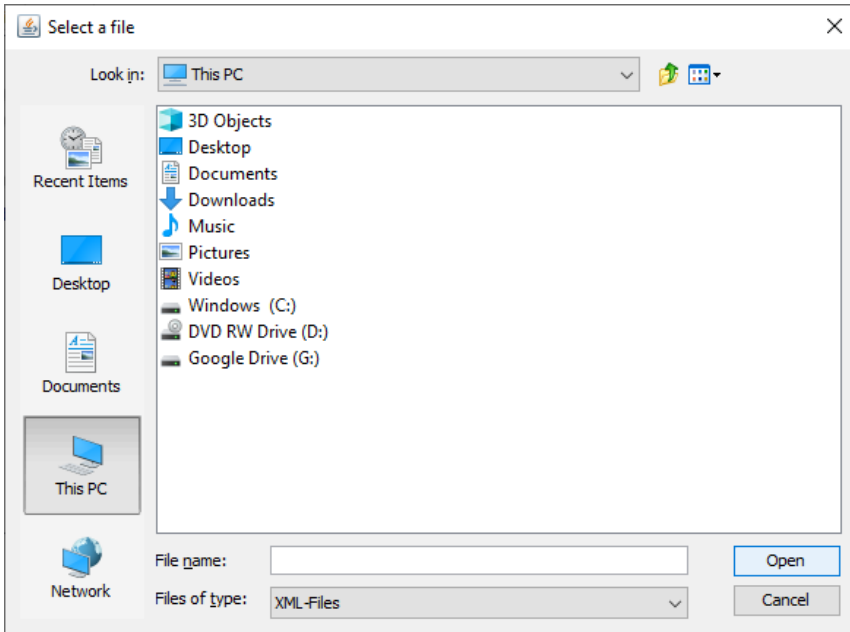 Select a file
Look in:
This PC
3D Objects
Desktop
Documents
Downloads
Music
Pictures
Videos
Windows (C:)
DVD RW Drive (D:)
Google Drive (G:)
Recent Items
Desktop
Documents
This PC
Network
File name:
Open
Files of type:
XML-Files
Cancel